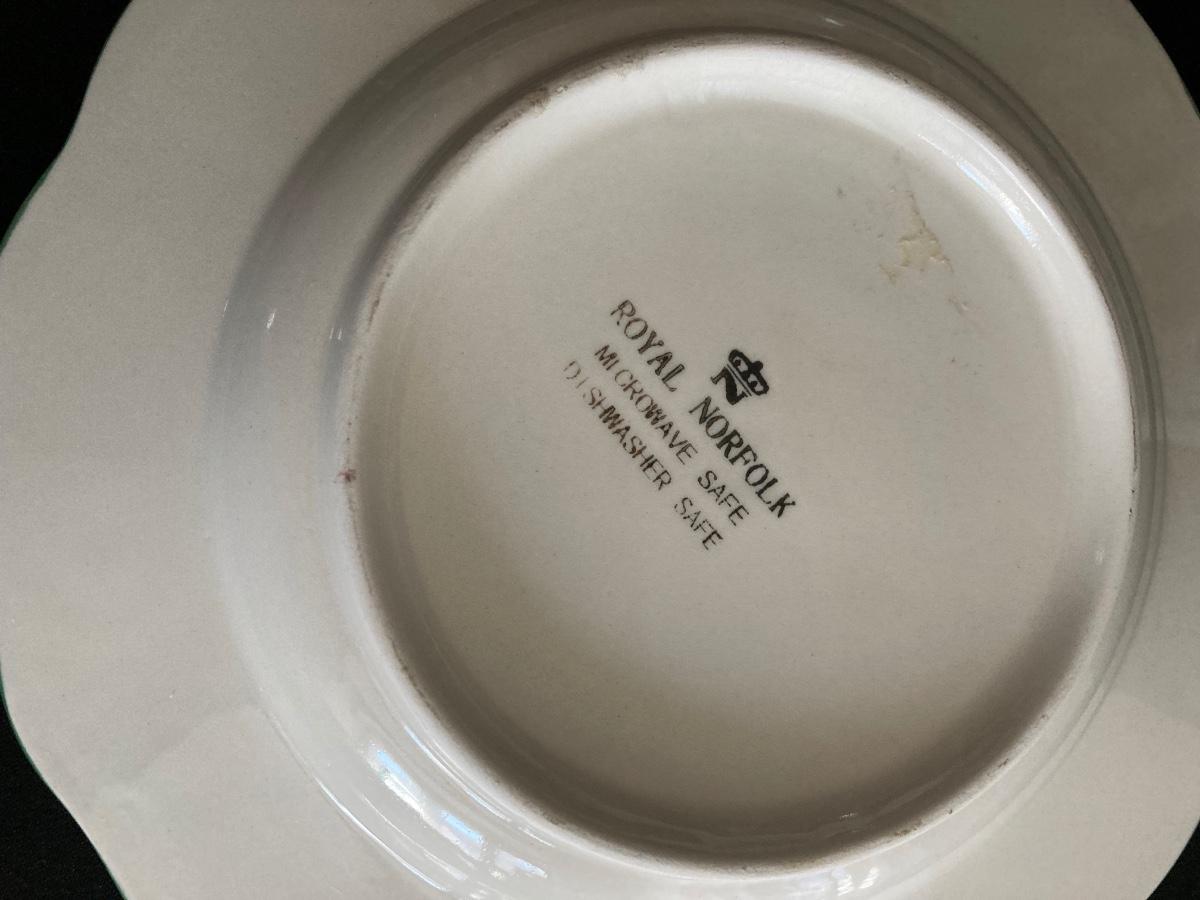 N
ROYAL NORFOLK
MICROWAVE SAFE
DISHWASHER SAFE